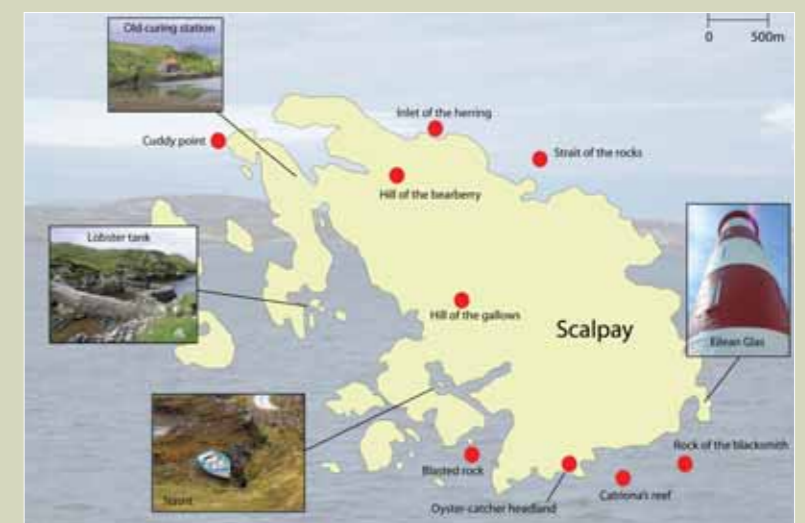 Old curing station
0 500m
Inlet of the herring
Cuddy point
Strait of the rocks
Hill of the bearberry
Lobster tank
Hill of the gallows
Scalpay
Eilean Glas
Rock of the blacksmith
Blasted rock
Catriona's reef
Oyster-catcher headland